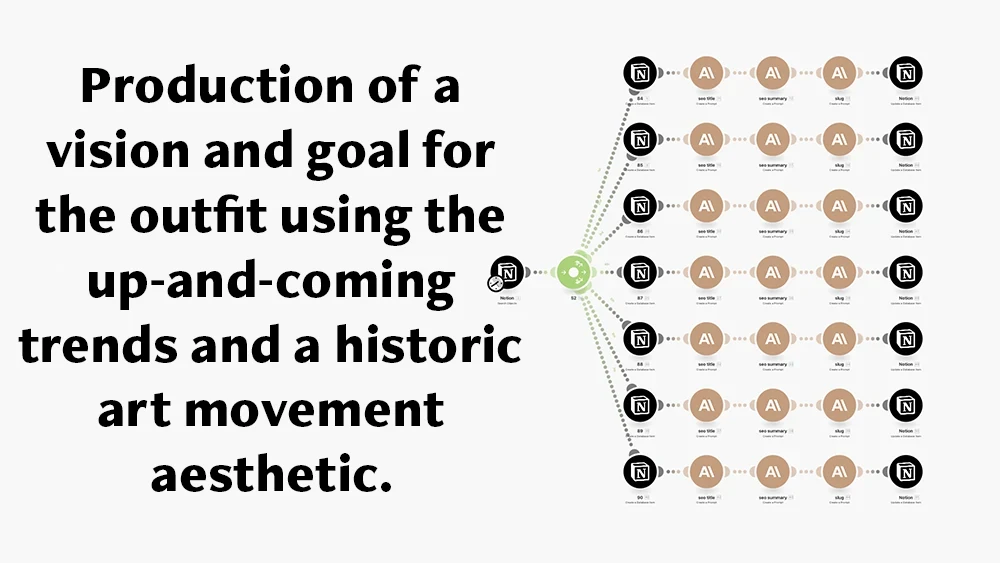 Production of a
vision and goal for
the outfit using the
up-and-coming
trends and a historic
art movement
aesthetic.
Notion
Search Objects
52
84 seo title seo summary slug Notion
Create a Database Item Create a Prompt Create a Prompt Create a Prompt Update a Database Item
85 seo title seo summary slug Notion
Create a Database Item Create a Prompt Create a Prompt Create a Prompt Update a Database Item
86 seo title seo summary slug Notion
Create a Database Item Create a Prompt Create a Prompt Create a Prompt Update a Database Item
87 seo title seo summary slug Notion
Create a Database Item Create a Prompt Create a Prompt Create a Prompt Update a Database Item
88 seo title seo summary slug Notion
Create a Database Item Create a Prompt Create a Prompt Create a Prompt Update a Database Item
89 seo title seo summary slug Notion
Create a Database Item Create a Prompt Create a Prompt Create a Prompt Update a Database Item
90 seo title seo summary slug Notion
Create a Database Item Create a Prompt Create a Prompt Create a Prompt Update a Database Item